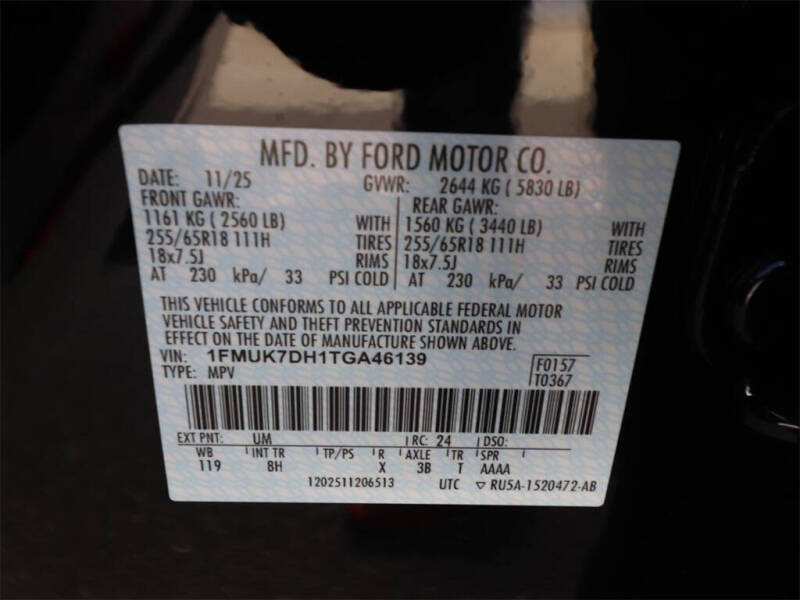 MFD. BY FORD MOTOR CO.
DATE: 11/25 GVWR: 2644 KG ( 5830 LB)
FRONT GAWR: REAR GAWR:
1161 KG ( 2560 LB) WITH 1560 KG ( 3440 LB) WITH
255/65R18 111H TIRES 255/65R18 111H TIRES
18x7.5J RIMS 18x7.5J RIMS
AT 230 kPa/ 33 PSI COLD AT 230 kPa/ 33 PSI COLD
THIS VEHICLE CONFORMS TO ALL APPLICABLE FEDERAL MOTOR
VEHICLE SAFETY AND THEFT PREVENTION STANDARDS IN
EFFECT ON THE DATE OF MANUFACTURE SHOWN ABOVE.
VIN: 1FMUK7DH1TGA46139 F0157
TYPE: MPV T0367
EXT PNT: UM RC: 24 DSO:
WB INT TR TP/PS R AXLE TR SPR
119 8H X 3B T AAAA
1202511206513 UTC ▽ RU5A-1520472-AB